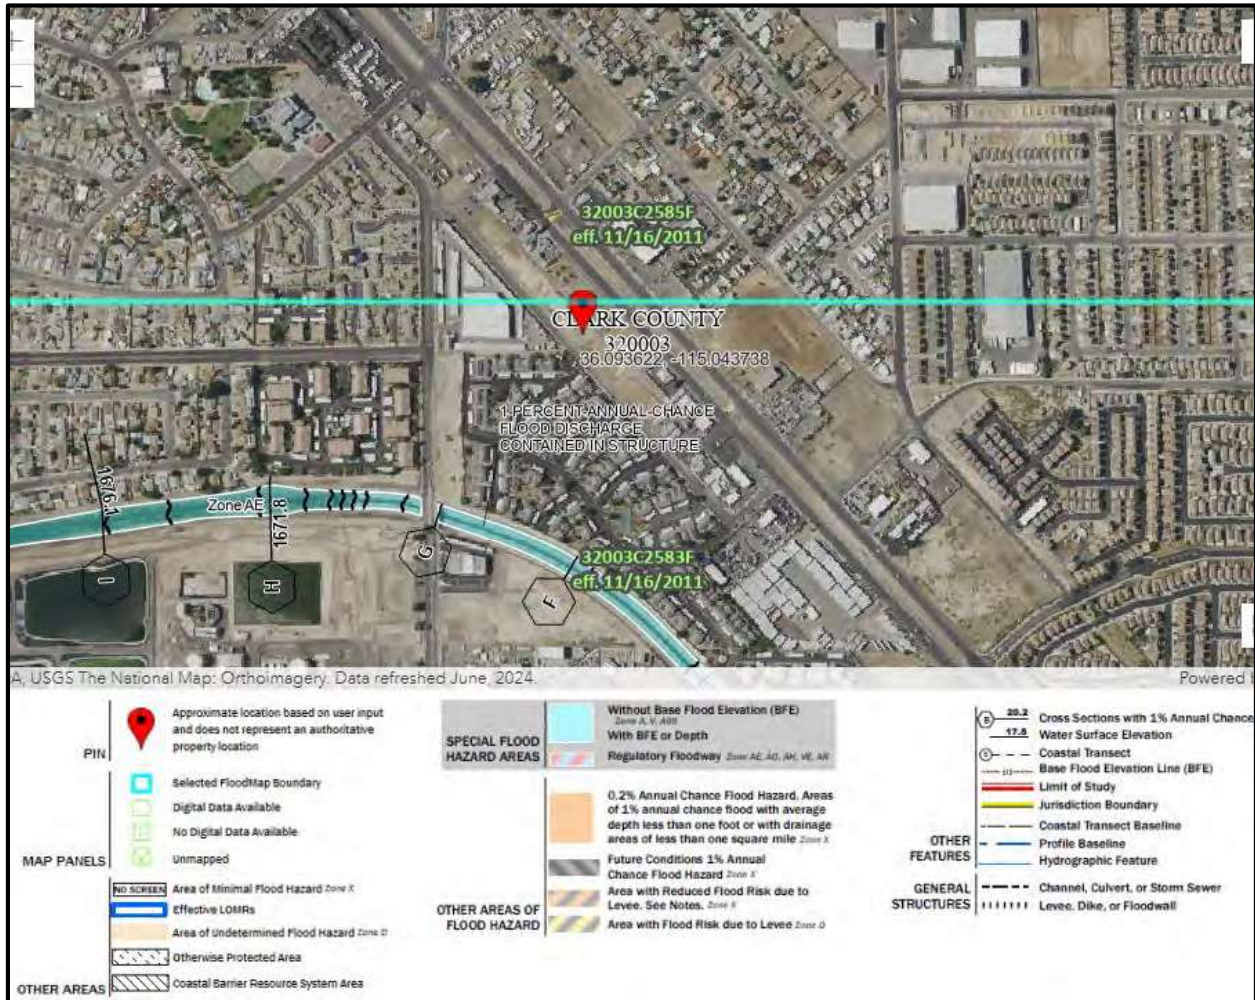 32003C2585F
eff. 11/16/2011
CLARK COUNTY
320003
36.093622, -115.043738
1-PERCENT-ANNUAL-CHANCE
FLOOD DISCHARGE
CONTAINED IN STRUCTURE
1676.1
Zone AE
1671.8
I
H
G
F
32003C2583F
eff. 11/16/2011
A, USGS The National Map: Orthoimagery. Data refreshed June, 2024.
Powered
PIN
Approximate location based on user input
and does not represent an authoritative
property location
MAP PANELS
Selected FloodMap Boundary
Digital Data Available
No Digital Data Available
Unmapped
OTHER AREAS
NO SCREEN Area of Minimal Flood Hazard Zone X
Effective LOMRs
Area of Undetermined Flood Hazard Zone D
Otherwise Protected Area
Coastal Barrier Resource System Area
SPECIAL FLOOD
HAZARD AREAS
Without Base Flood Elevation (BFE)
Zone A, V, A99
With BFE or Depth
Regulatory Floodway Zone AE, AO, AH, VE, AR
OTHER AREAS OF
FLOOD HAZARD
0.2% Annual Chance Flood Hazard, Areas
of 1% annual chance flood with average
depth less than one foot or with drainage
areas of less than one square mile Zone X
Future Conditions 1% Annual
Chance Flood Hazard Zone X
Area with Reduced Flood Risk due to
Levee. See Notes. Zone X
Area with Flood Risk due to Levee Zone D
OTHER
FEATURES
B 20.2 Cross Sections with 1% Annual Chance
17.5 Water Surface Elevation
Coastal Transect
Base Flood Elevation Line (BFE)
Limit of Study
Jurisdiction Boundary
Coastal Transect Baseline
Profile Baseline
Hydrographic Feature
GENERAL
STRUCTURES
Channel, Culvert, or Storm Sewer
Levee, Dike, or Floodwall